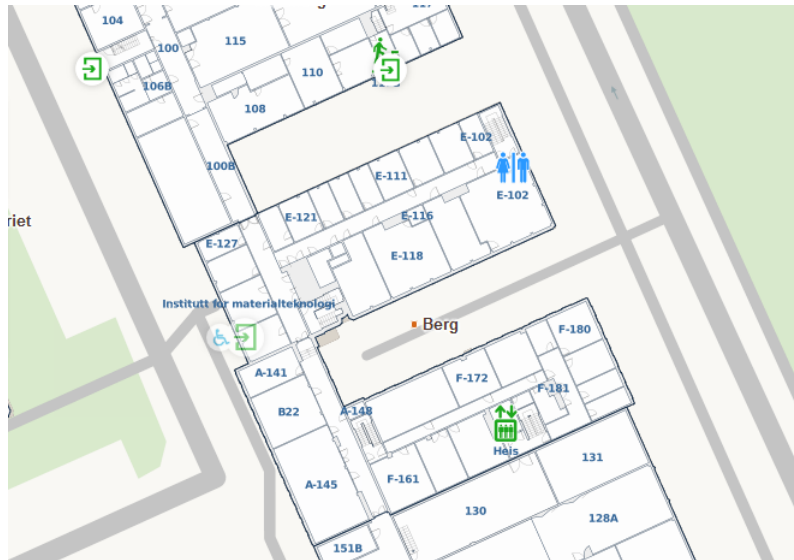 104
100
115
117
106B
110
108
100B
E-102
E-111
E-102
E-121
E-116
riet
E-127
E-118
Institutt for materialteknologi
Berg
F-180
A-141
F-172
F-181
B22
A-148
Heis
131
F-161
A-145
130
128A
151B